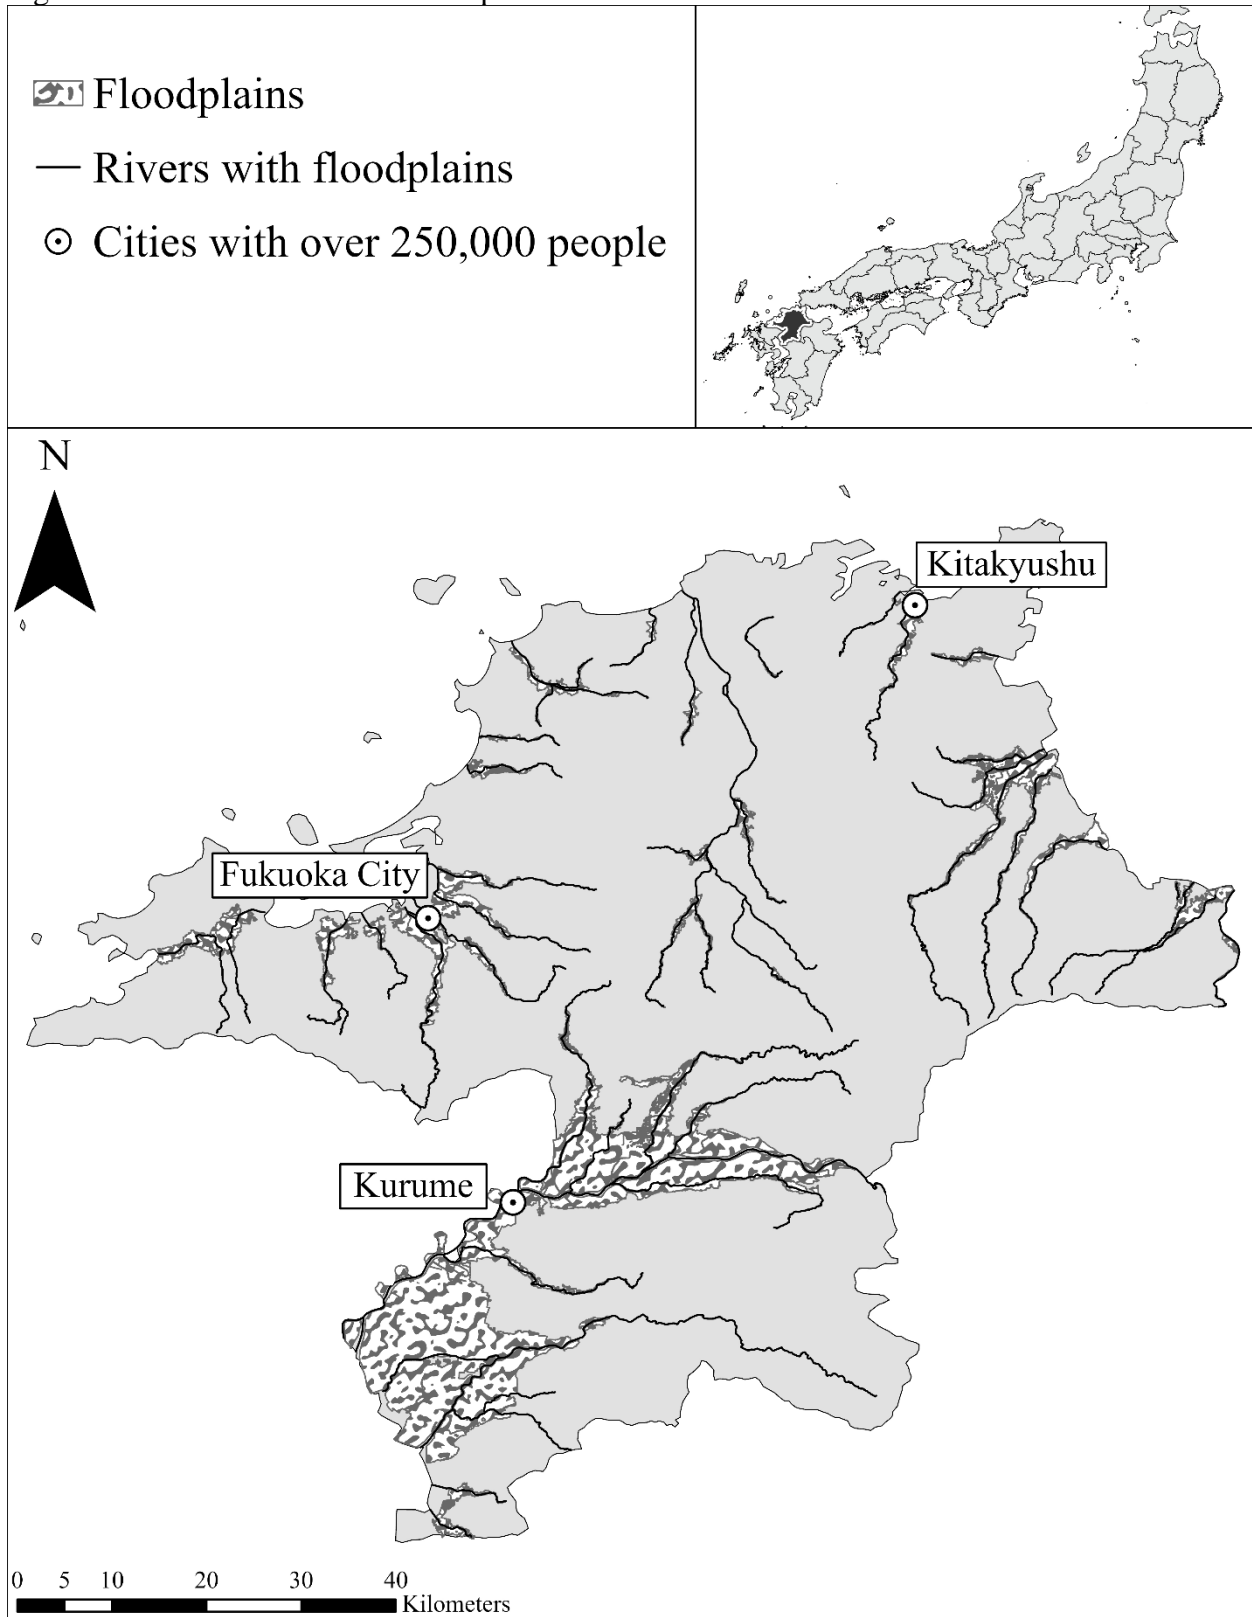 Floodplains
Rivers with floodplains
Cities with over 250,000 people
N
Kitakyushu
Fukuoka City
Kurume
0 5 10 20 30 40
Kilometers